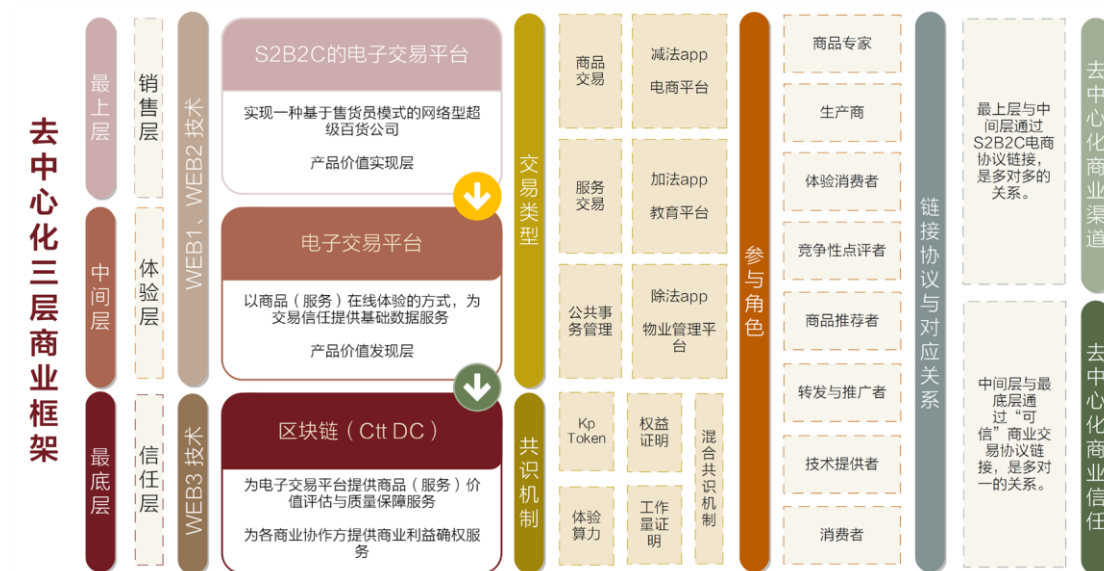 去中心化三层商业框架
最上层
中间层
最底层
销售层
体验层
信任层
WEB1、WEB2 技术
WEB3 技术
S2B2C的电子交易平台
实现一种基于售货员模式的网络型超
级百货公司
产品价值实现层
电子交易平台
以商品（服务）在线体验的方式，为
交易信任提供基础数据服务
产品价值发现层
区块链（Ctt DC）
为电子交易平台提供商品（服务）价
值评估与质量保障服务
为各商业协作方提供商业利益确权服
务
交易类型
共识机制
商品
交易
减法app
电商平台
服务
交易
加法app
教育平台
公共事
务管理
除法app
物业管理平
台
Kp
Token
权益
证明
体验
算力
工作
量证
明
混合共识机制
参与角色
商品专家
生产商
体验消费者
竞争性点评者
商品推荐者
转发与推广者
技术提供者
消费者
链接协议与对应关系
最上层与中
间层通过
S2B2C电商
协议链接，
是多对多的
关系。
中间层与最
底层通
过“可
信”商业交
易协议链
接，是多对
一的关系。
去中心化商业渠道
去中心化商业信任